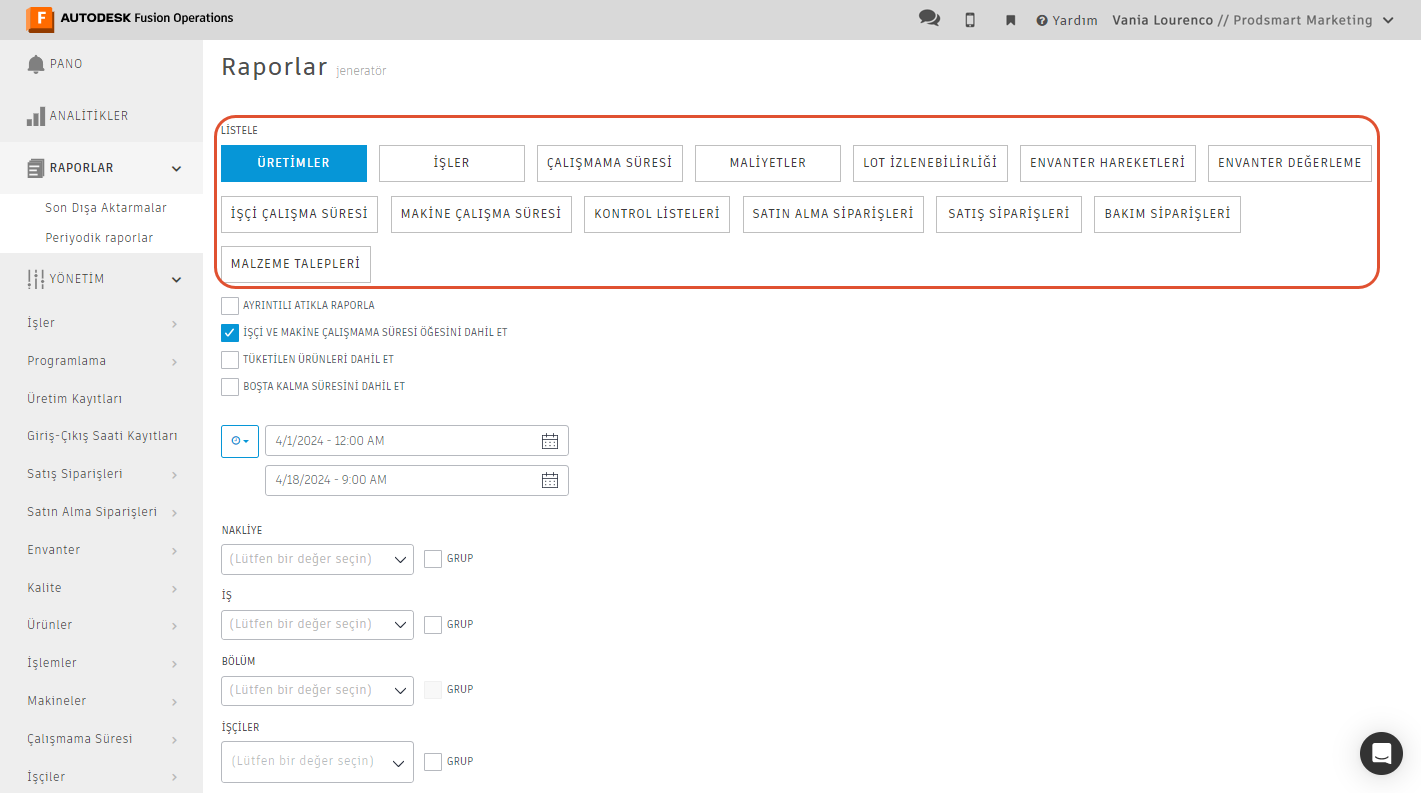 F AUTODESK Fusion Operations
Yardım Vania Lourenco // Prodsmart Marketing
PANO
ANALİTİKLER
RAPORLAR
Son Dışa Aktarmalar
Periyodik raporlar
YÖNETİM
İşler
Programlama
Üretim Kayıtları
Giriş-Çıkış Saati Kayıtları
Satış Siparişleri
Satın Alma Siparişleri
Envanter
Kalite
Ürünler
İşlemler
Makineler
Çalışmama Süresi
İşçiler
Raporlar jeneratör
LİSTELE
ÜRETİMLER İŞLER ÇALIŞMAMA SÜRESİ MALİYETLER LOT İZLENEBİLİRLİĞİ ENVANTER HAREKETLERİ ENVANTER DEĞERLEME
İŞÇİ ÇALIŞMA SÜRESİ MAKİNE ÇALIŞMA SÜRESİ KONTROL LİSTELERİ SATIN ALMA SİPARİŞLERİ SATIŞ SİPARİŞLERİ BAKIM SİPARİŞLERİ
MALZEME TALEPLERİ
AYRINTILI ATIKLA RAPORLA
İŞÇİ VE MAKİNE ÇALIŞMAMA SÜRESİ ÖĞESİNİ DAHİL ET
TÜKETİLEN ÜRÜNLERİ DAHİL ET
BOŞTA KALMA SÜRESİNİ DAHİL ET
4/1/2024 - 12:00 AM
4/18/2024 - 9:00 AM
NAKLİYE
(Lütfen bir değer seçin) GRUP
İŞ
(Lütfen bir değer seçin) GRUP
BÖLÜM
(Lütfen bir değer seçin) GRUP
İŞÇİLER
(Lütfen bir değer seçin) GRUP